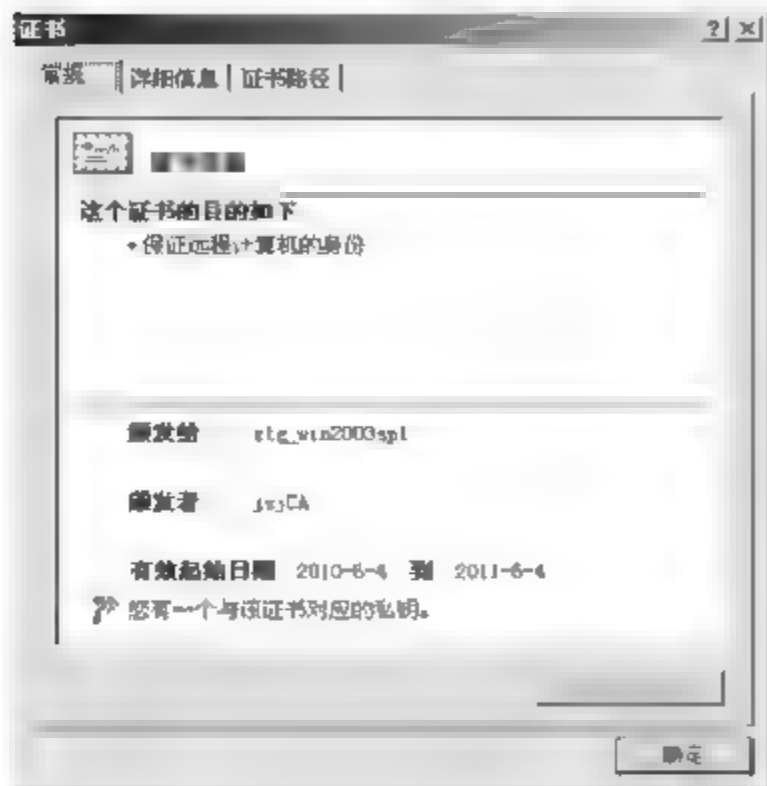 证书
常规 详细信息 证书路径
这个证书的目的如下
•保证远程计算机的身份
颁发给
颁发者
有效起始日期 2010-6-4 到 2011-6-4
您有一个与该证书对应的私钥。
确定